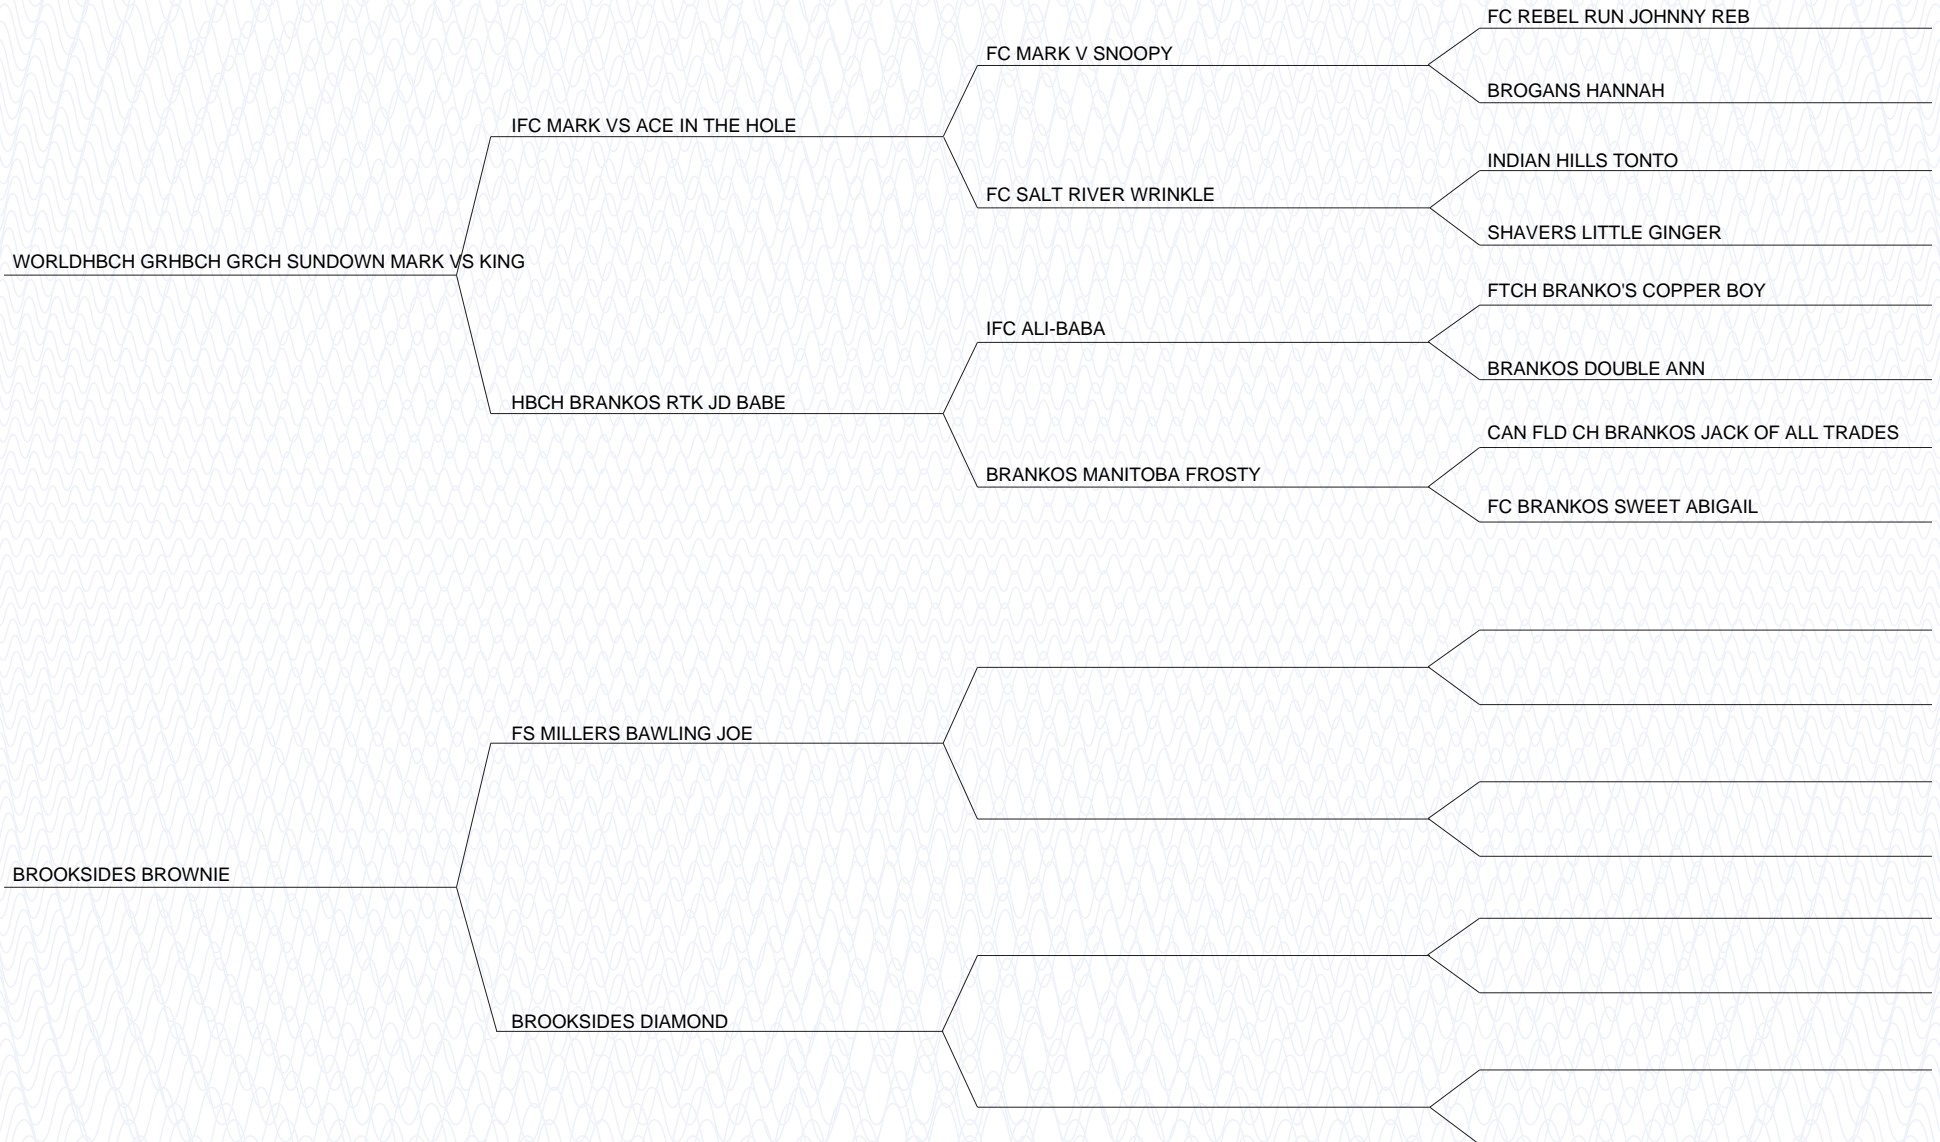 FC REBEL RUN JOHNNY REB
FC MARK V SNOOPY
BROGANS HANNAH
IFC MARK VS ACE IN THE HOLE
INDIAN HILLS TONTO
FC SALT RIVER WRINKLE
SHAVERS LITTLE GINGER
WORLDHBCH GRHBCH GRCH SUNDOWN MARK VS KING
FTCH BRANKO'S COPPER BOY
IFC ALI-BABA
BRANKOS DOUBLE ANN
HBCH BRANKOS RTK JD BABE
CAN FLD CH BRANKOS JACK OF ALL TRADES
BRANKOS MANITOBA FROSTY
FC BRANKOS SWEET ABIGAIL
FS MILLERS BAWLING JOE
BROOKSIDES BROWNIE
BROOKSIDES DIAMOND